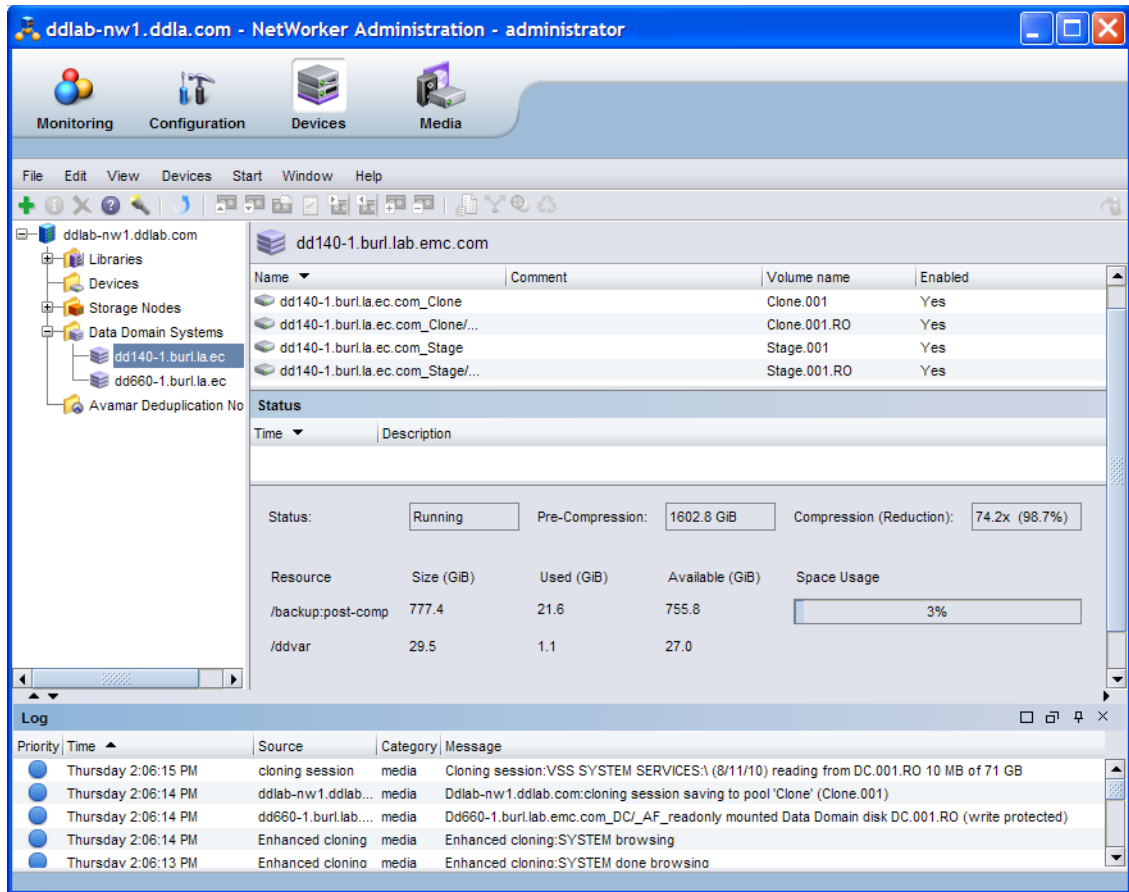 ddlab-nw1.ddla.com - NetWorker Administration - administrator
Monitoring Configuration Devices Media
File Edit View Devices Start Window Help
ddlab-nw1.ddlab.com
Libraries
Devices
Storage Nodes
Data Domain Systems
dd140-1.burl.la.ec
dd660-1.burl.la.ec
Avamar Deduplication No
dd140-1.burl.lab.emc.com
Name Comment Volume name Enabled
dd140-1.burl.la.ec.com_Clone Clone.001 Yes
dd140-1.burl.la.ec.com_Clone/... Clone.001.RO Yes
dd140-1.burl.la.ec.com_Stage Stage.001 Yes
dd140-1.burl.la.ec.com_Stage/... Stage.001.RO Yes
Status
Time Description
Status: Running Pre-Compression: 1602.8 GiB Compression (Reduction): 74.2x (98.7%)
Resource Size (GiB) Used (GiB) Available (GiB) Space Usage
/backup:post-comp 777.4 21.6 755.8 3%
/ddvar 29.5 1.1 27.0
Log
Priority Time Source Category Message
Thursday 2:06:15 PM cloning session media Cloning session:VSS SYSTEM SERVICES:\ (8/11/10) reading from DC.001.RO 10 MB of 71 GB
Thursday 2:06:14 PM ddlab-nw1.ddlab... media Ddlab-nw1.ddlab.com:cloning session saving to pool 'Clone' (Clone.001)
Thursday 2:06:14 PM dd660-1.burl.lab.... media Dd660-1.burl.lab.emc.com_DC/_AF_readonly mounted Data Domain disk DC.001.RO (write protected)
Thursday 2:06:14 PM Enhanced cloning media Enhanced cloning:SYSTEM browsing
Thursday 2:06:13 PM Enhanced cloning media Enhanced cloning:SYSTEM done browsing